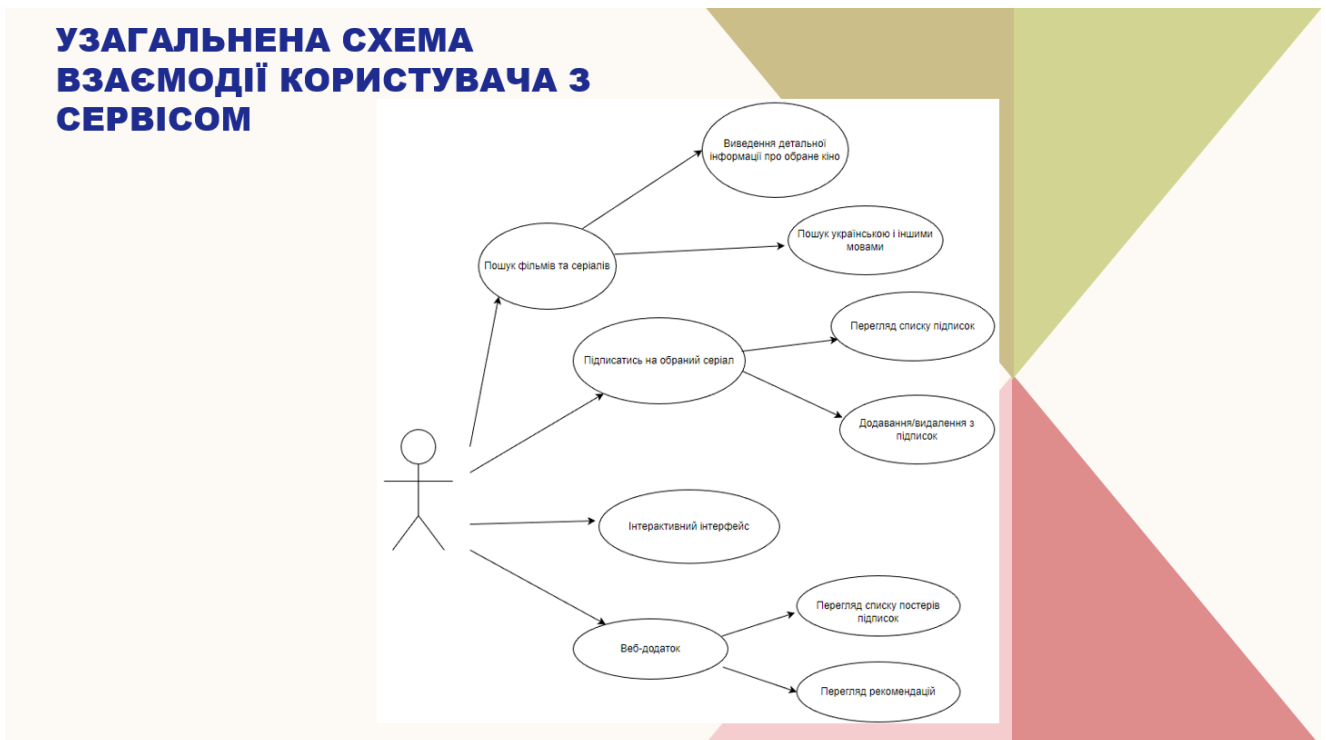 УЗАГАЛЬНЕНА СХЕМА
ВЗАЄМОДІЇ КОРИСТУВАЧА З
СЕРВІСОМ
Виведення детальної
інформації про обране кіно
Пошук українською і іншими
мовами
Пошук фільмів та серіалів
Перегляд списку підписок
Підписатись на обраний серіал
Додавання/видалення з
підписок
Інтерактивний інтерфейс
Перегляд списку постерів
підписок
Веб-додаток
Перегляд рекомендацій